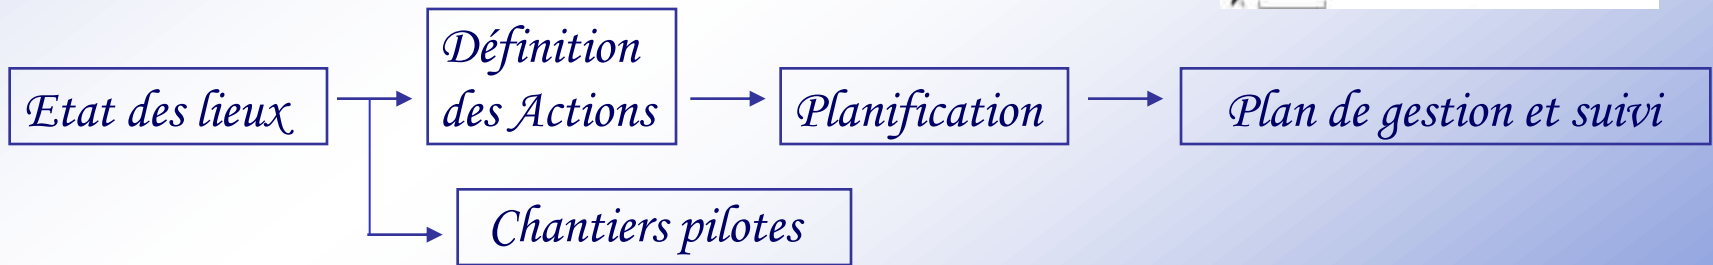 Définition
des Actions
Etat des lieux
Planification
Plan de gestion et suivi
Chantiers pilotes